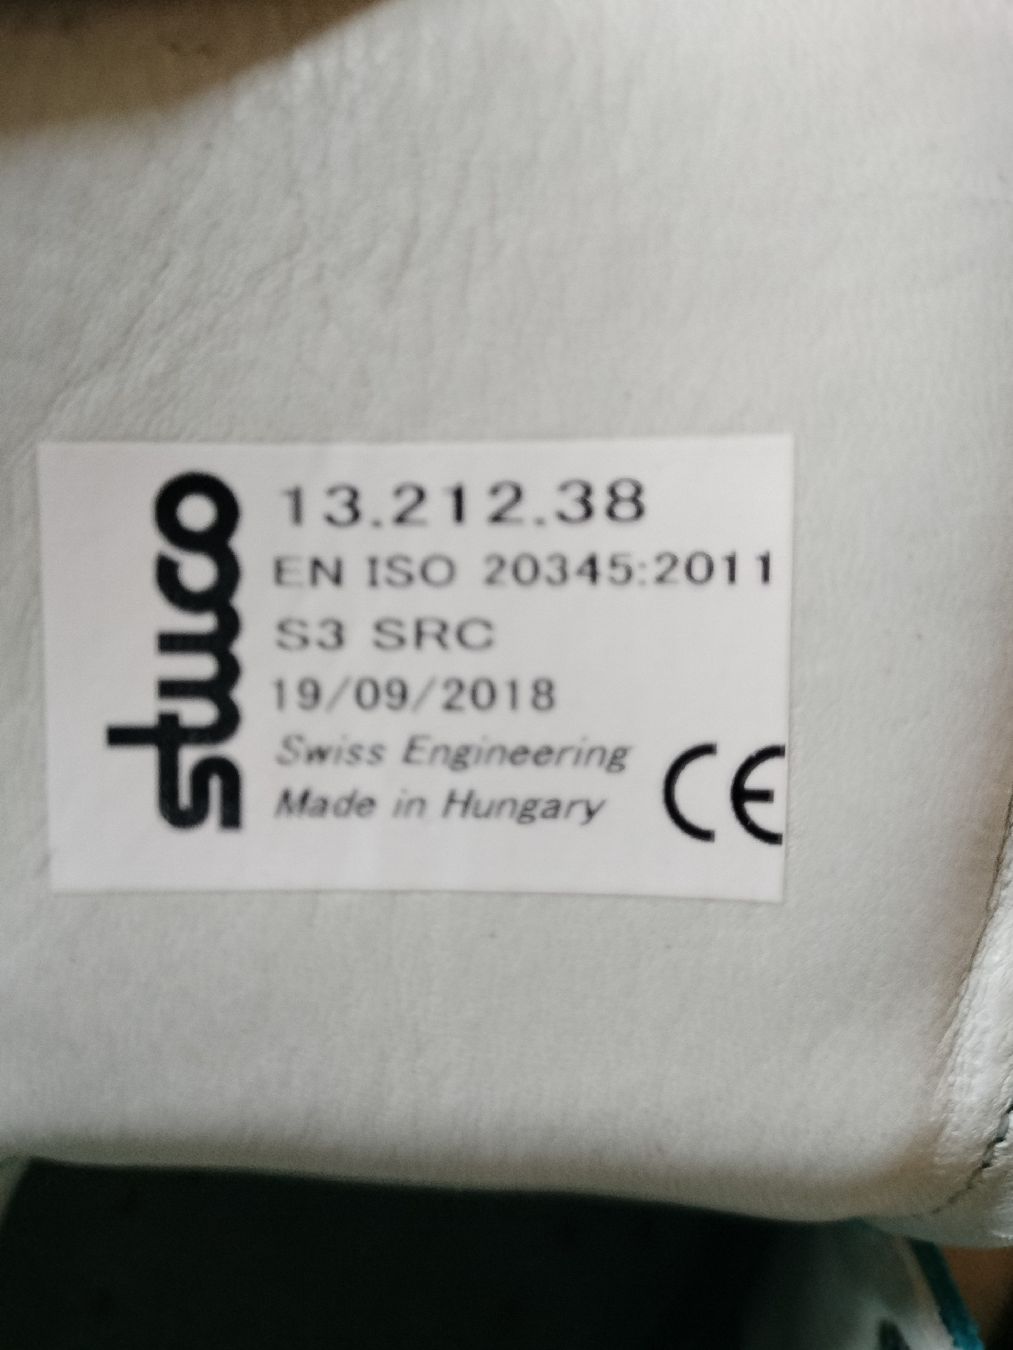 stuco
13.212.38
EN ISO 20345:2011
S3 SRC
19/09/2018
Swiss Engineering
Made in Hungary
CE